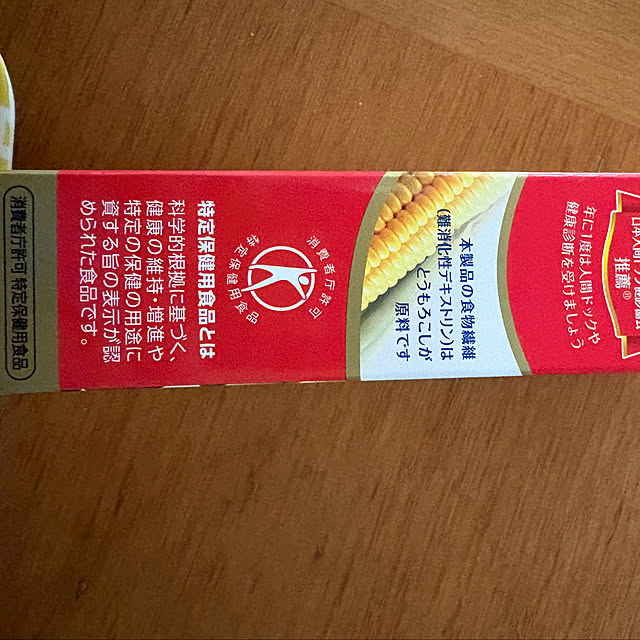 推薦®
年に1度は人間ドックや
健康診断を受けましょう
本製品の食物繊維
(難消化性デキストリン)は
とうもろこしが
原料です
消費者庁許可
特定保健用食品
特定保健用食品とは
科学的根拠に基づく、
健康の維持・増進や
特定の保健の用途に
資する旨の表示が認
められた食品です。
消費者庁許可 特定保健用食品